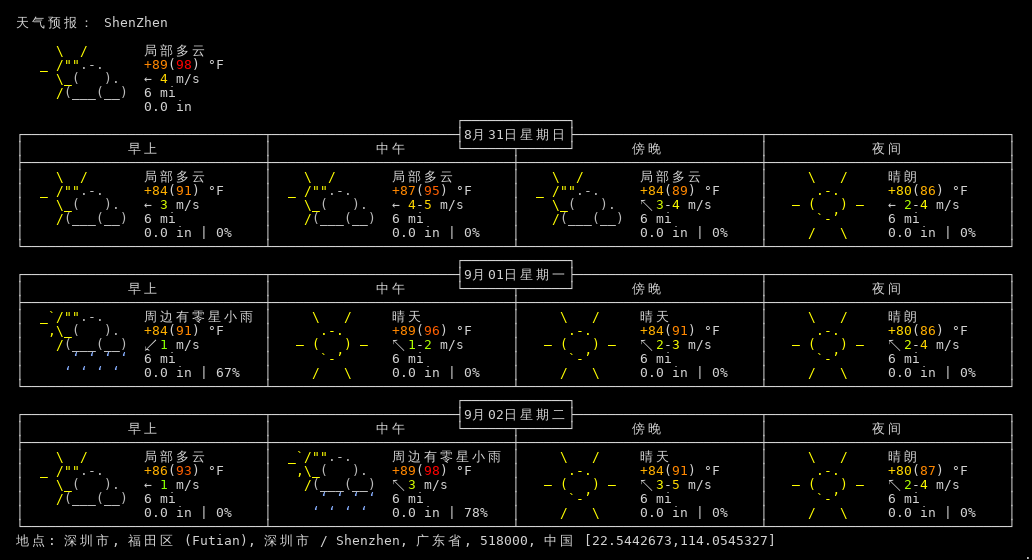 天气预报： ShenZhen
局部多云
+89(98) °F
← 4 m/s
6 mi
0.0 in
8月31日星期日
早上 中午 傍晚 夜间
局部多云 局部多云 局部多云 晴朗
+84(91) °F +87(95) °F +84(89) °F +80(86) °F
← 3 m/s ← 4-5 m/s ↖ 3-4 m/s ← 2-4 m/s
6 mi 6 mi 6 mi 6 mi
0.0 in | 0% 0.0 in | 0% 0.0 in | 0% 0.0 in | 0%
9月01日星期一
早上 中午 傍晚 夜间
周边有零星小雨 晴天 晴天 晴朗
+84(91) °F +89(96) °F +84(91) °F +80(86) °F
↙ 1 m/s ↖ 1-2 m/s ↖ 2-3 m/s ↖ 2-4 m/s
6 mi 6 mi 6 mi 6 mi
0.0 in | 67% 0.0 in | 0% 0.0 in | 0% 0.0 in | 0%
9月02日星期二
早上 中午 傍晚 夜间
局部多云 周边有零星小雨 晴天 晴朗
+86(93) °F +89(98) °F +84(91) °F +80(87) °F
← 1 m/s ↖ 3 m/s ↖ 3-5 m/s ↖ 2-4 m/s
6 mi 6 mi 6 mi 6 mi
0.0 in | 0% 0.0 in | 78% 0.0 in | 0% 0.0 in | 0%
地点: 深圳市, 福田区 (Futian), 深圳市 / Shenzhen, 广东省, 518000, 中国 [22.5442673,114.0545327]